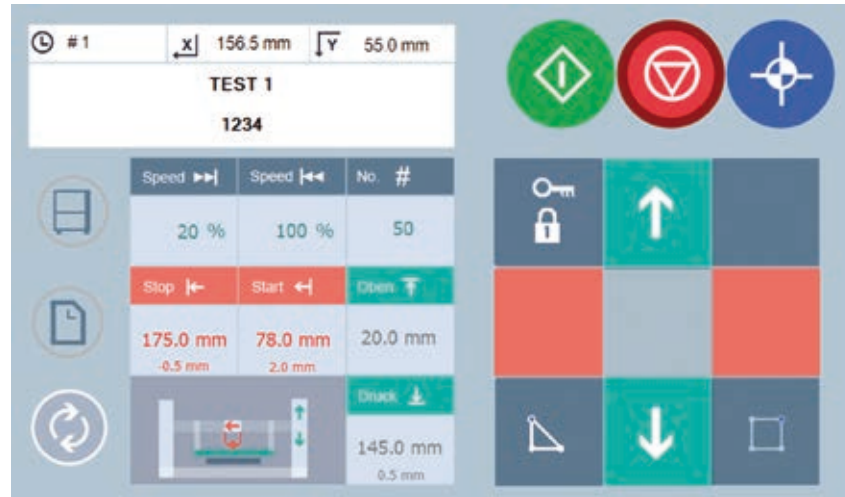 #1 X 156.5 mm Y 55.0 mm
TEST 1
1234
Speed Speed No. #
20 % 100 % 50
Stop Start Oben
175.0 mm 78.0 mm 20.0 mm
-0.5 mm 2.0 mm
Druck
145.0 mm
0.5 mm
1